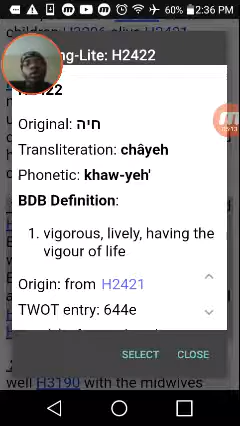 60% 2:36 PM
ng-Lite: H2422
Original: חיה
Transliteration: châyeh
Phonetic: khaw-yeh'
BDB Definition:
1. vigorous, lively, having the
vigour of life
Origin: from H2421
TWOT entry: 644e
SELECT CLOSE
well H3190 with the midwives